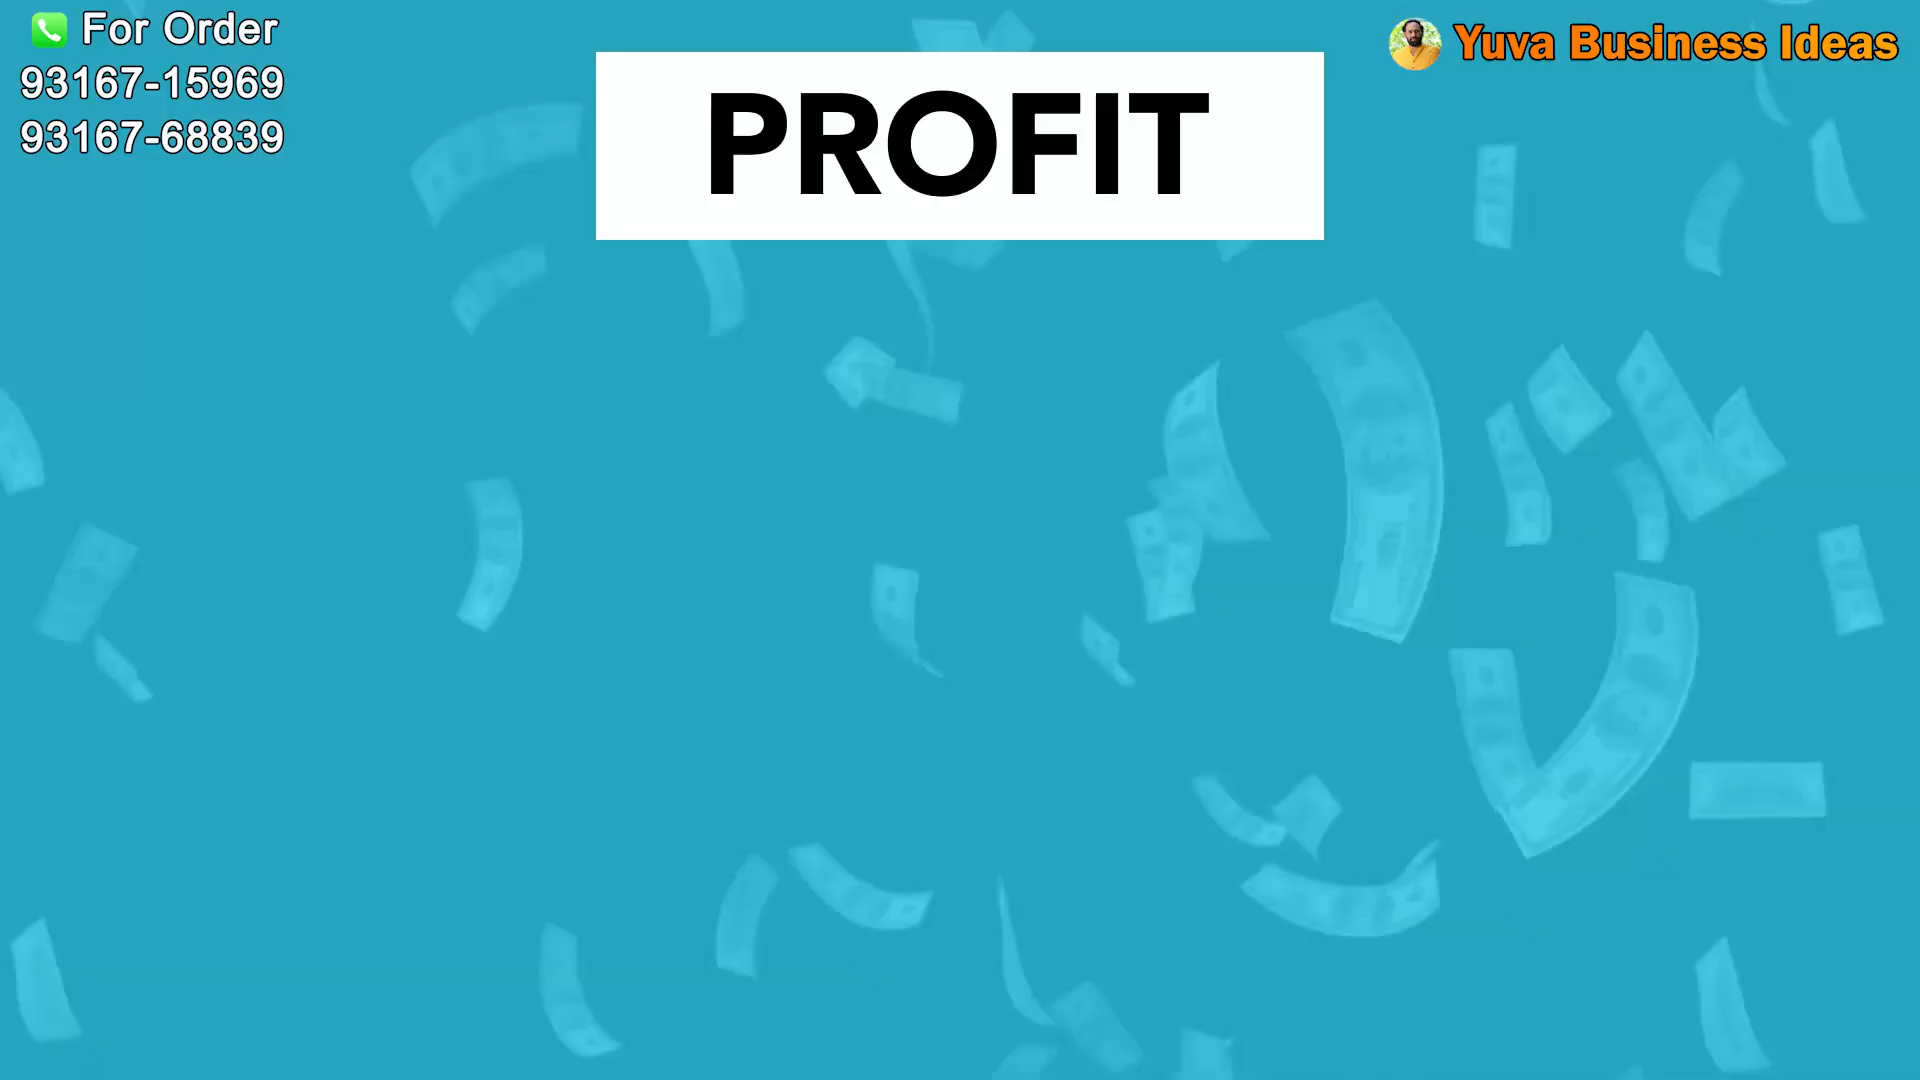 For Order
93167-15969
93167-68839
Yuva Business Ideas
PROFIT